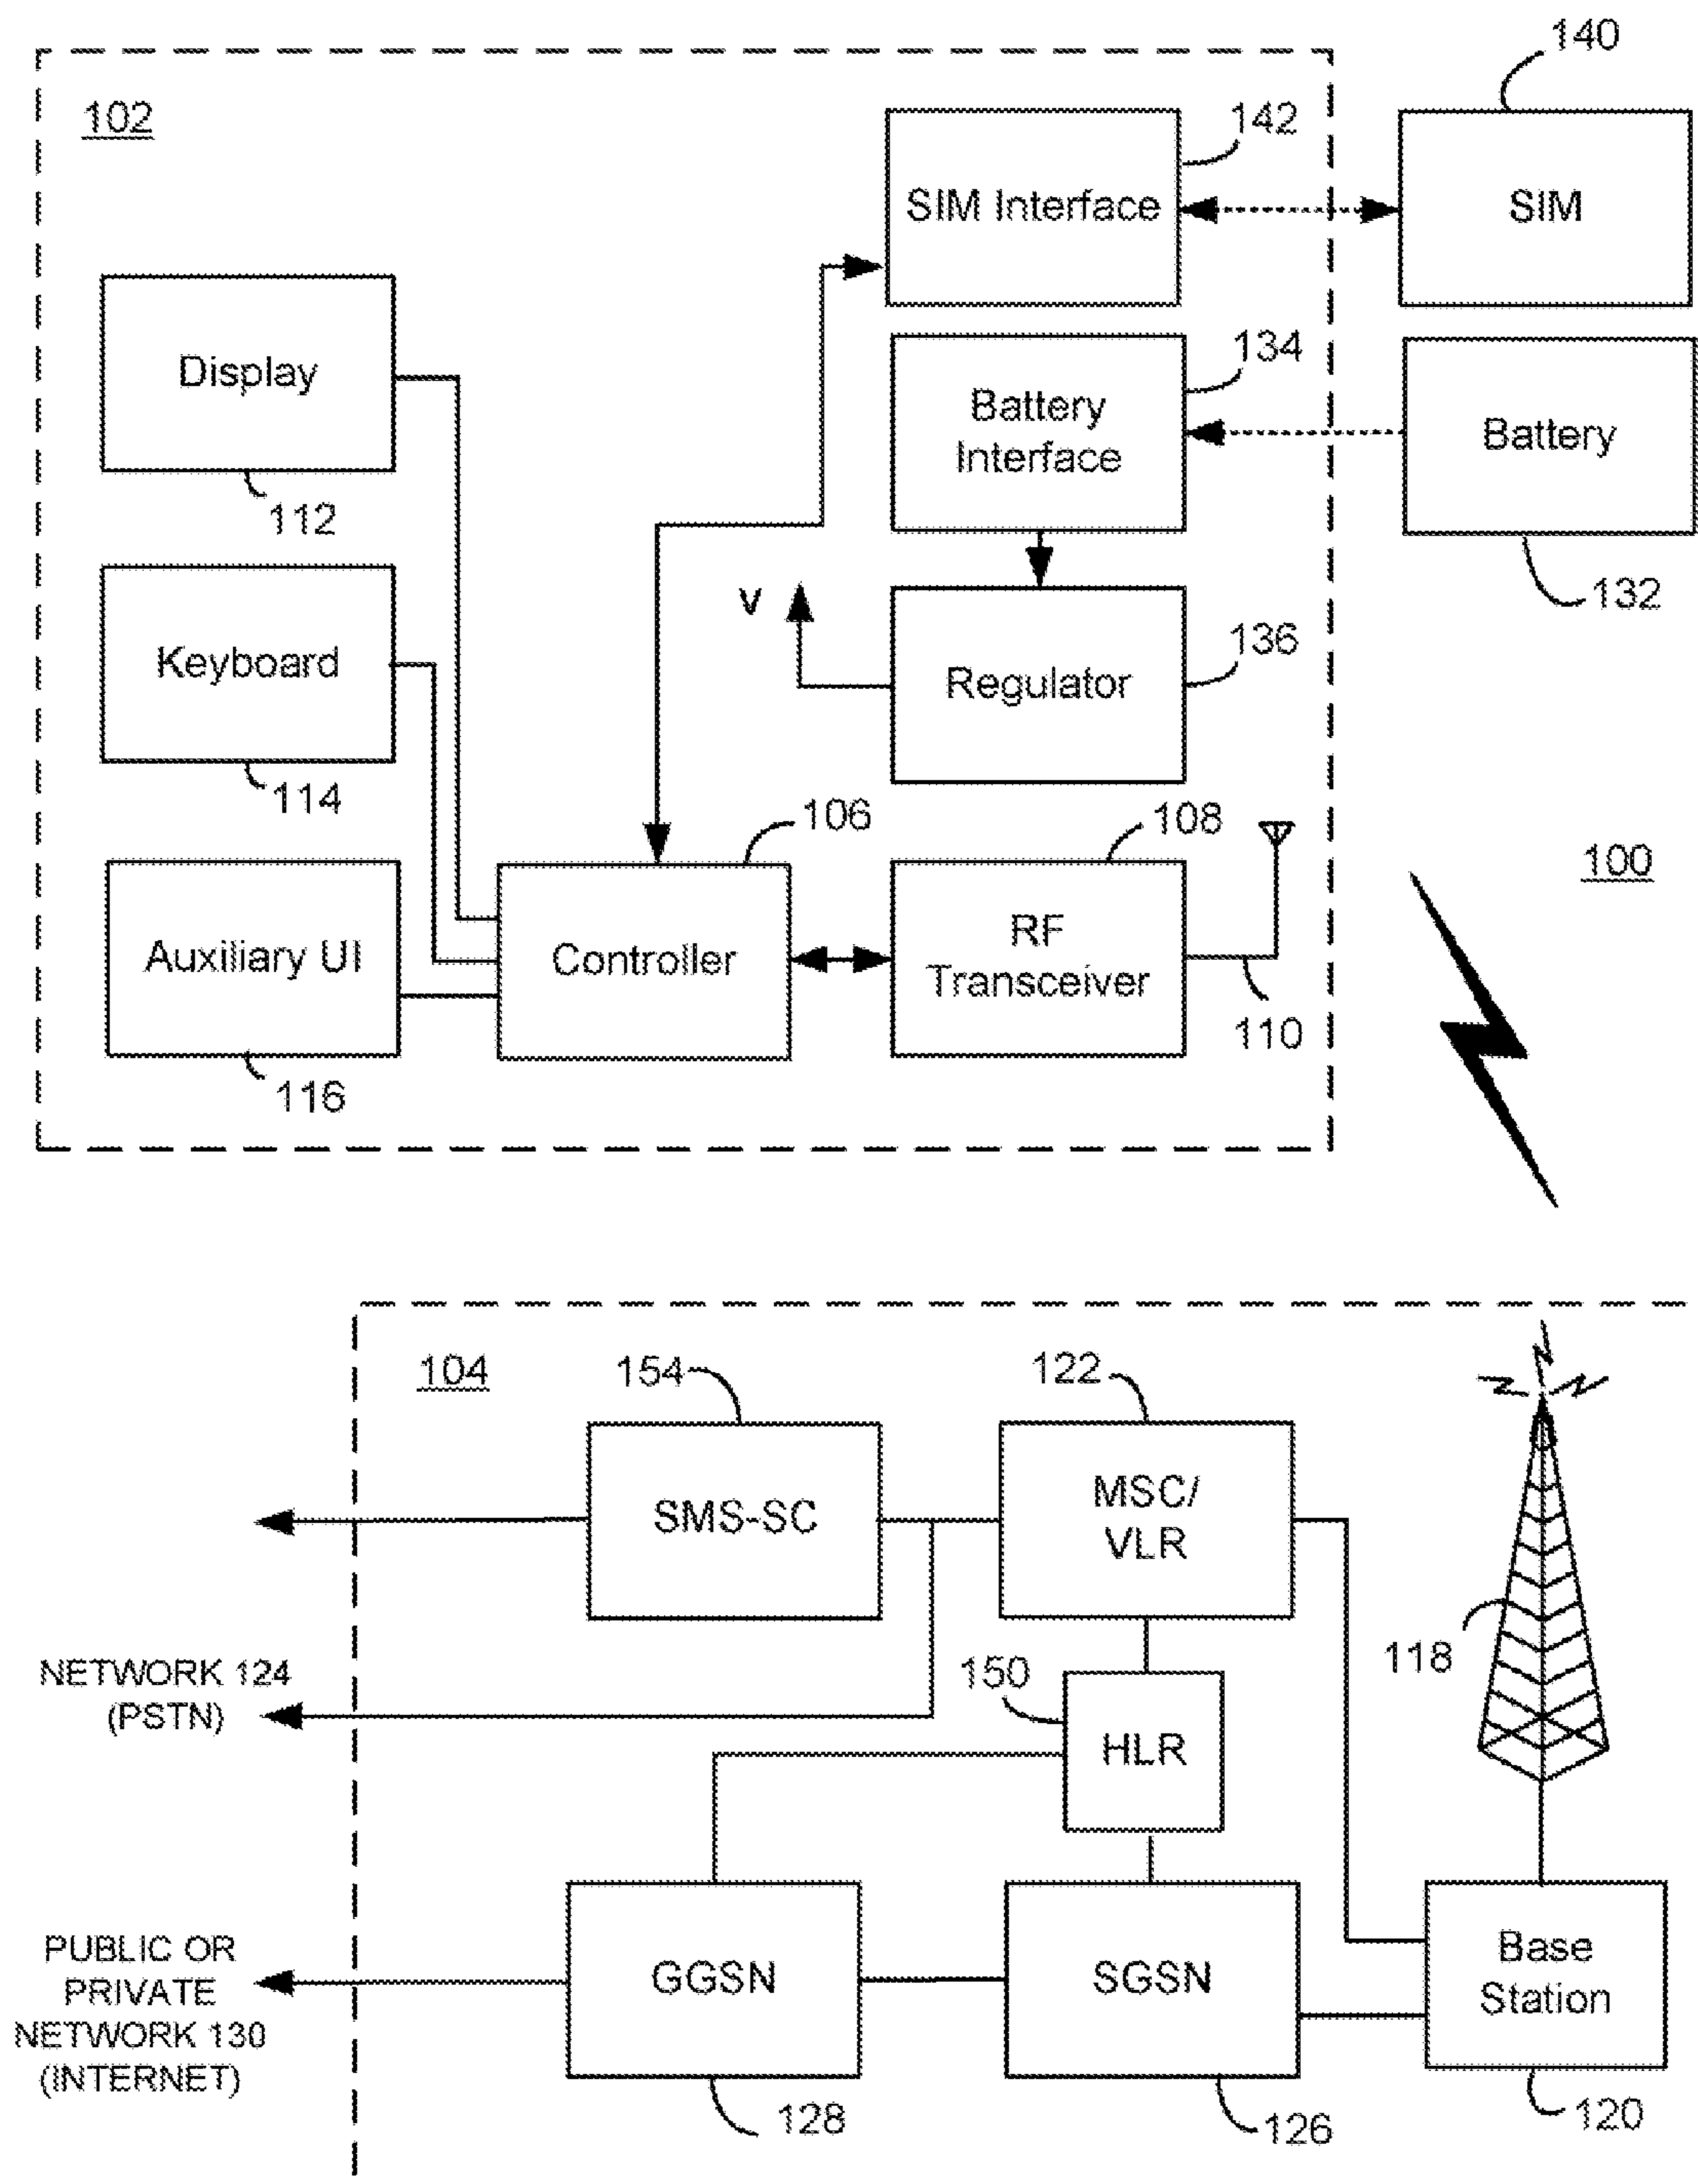 140
102
142
SIM Interface
SIM
134
Display
Battery
Interface
Battery
112
V
132
136
Keyboard
Regulator
114
106
108
100
Auxiliary UI
Controller
RF
Transceiver
110
116
104
154
122
MSC/
VLR
SMS-SC
118
NETWORK 124
(PSTN)
150
HLR
PUBLIC OR
PRIVATE
NETWORK 130
(INTERNET)
GGSN
SGSN
Base
Station
128
126
120